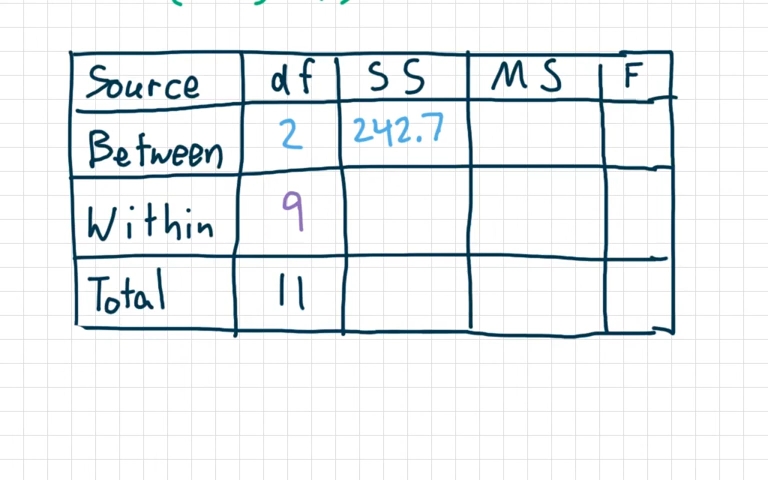 Source df SS MS F
Between 2 242.7
Within 9
Total 11